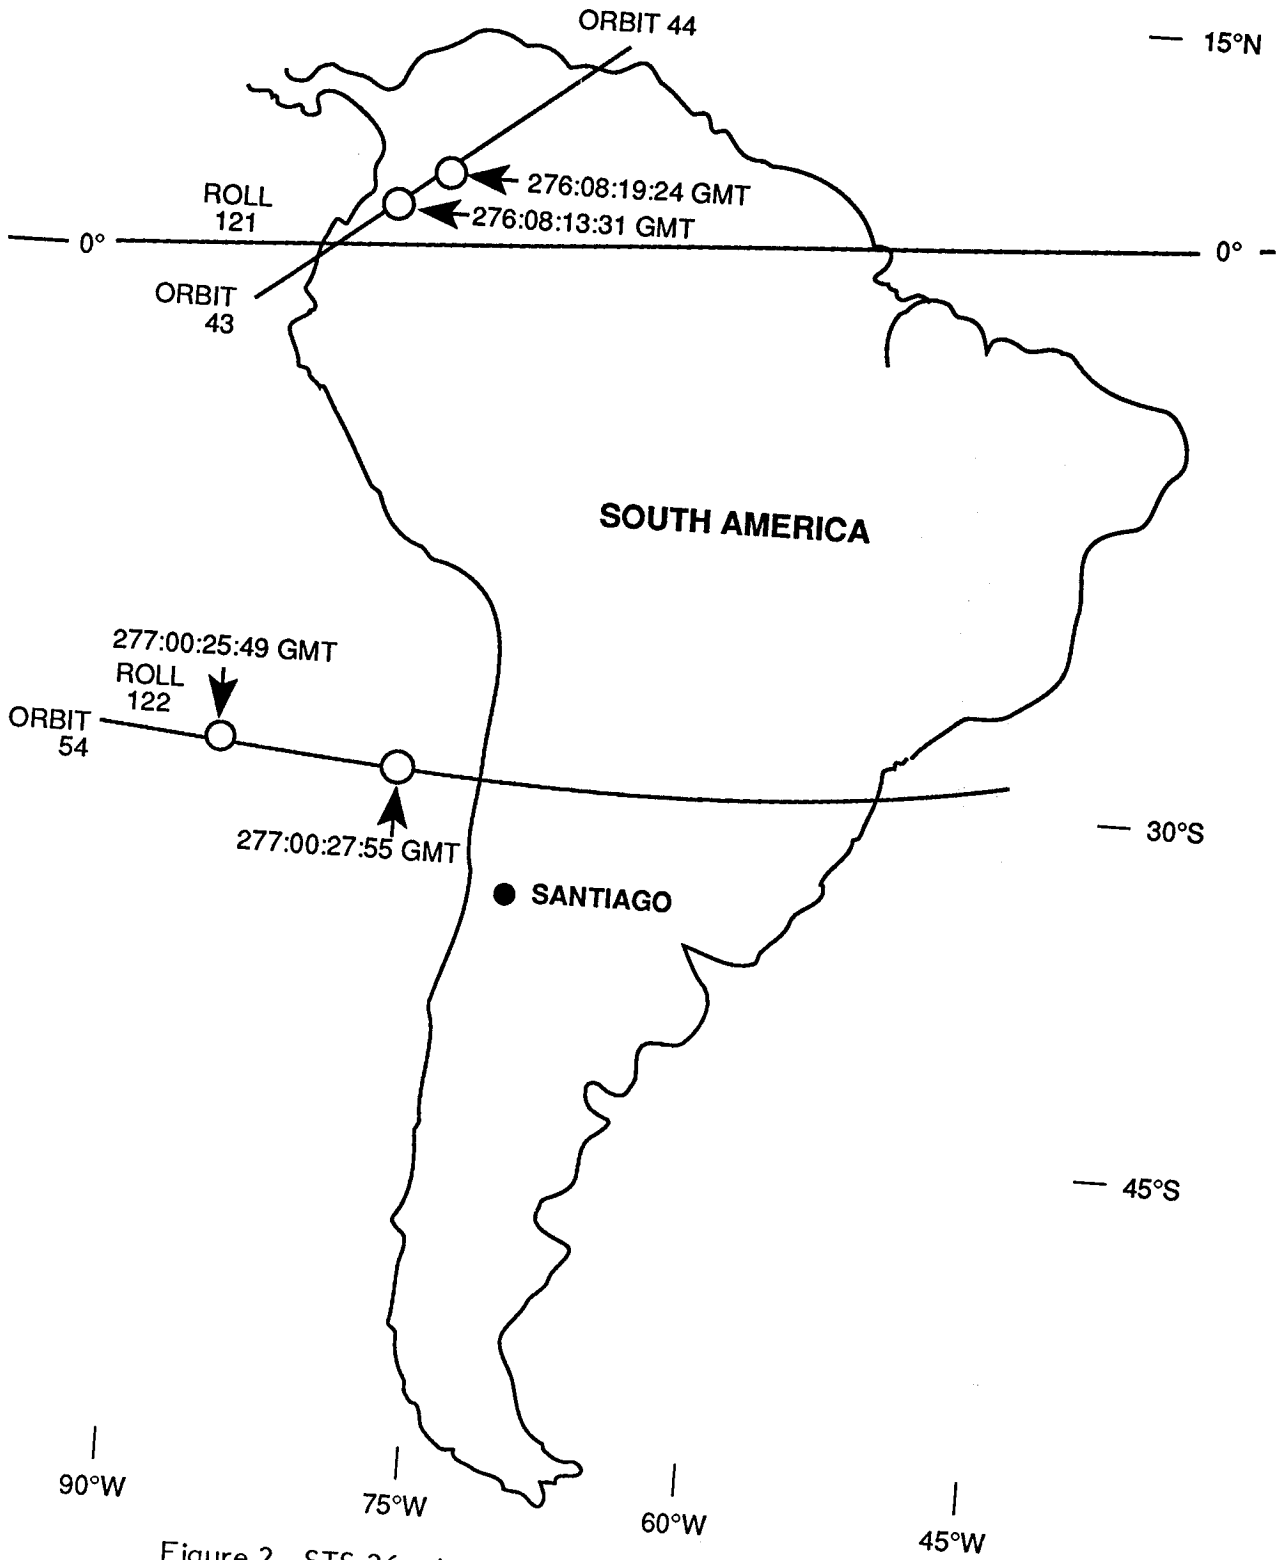 ORBIT 44
15°N
276:08:19:24 GMT
ROLL
121
276:08:13:31 GMT
0°
0°
ORBIT
43
SOUTH AMERICA
277:00:25:49 GMT
ROLL
122
ORBIT
54
277:00:27:55 GMT
30°S
SANTIAGO
45°S
90°W
75°W
60°W
45°W
Figure 2. STS-26